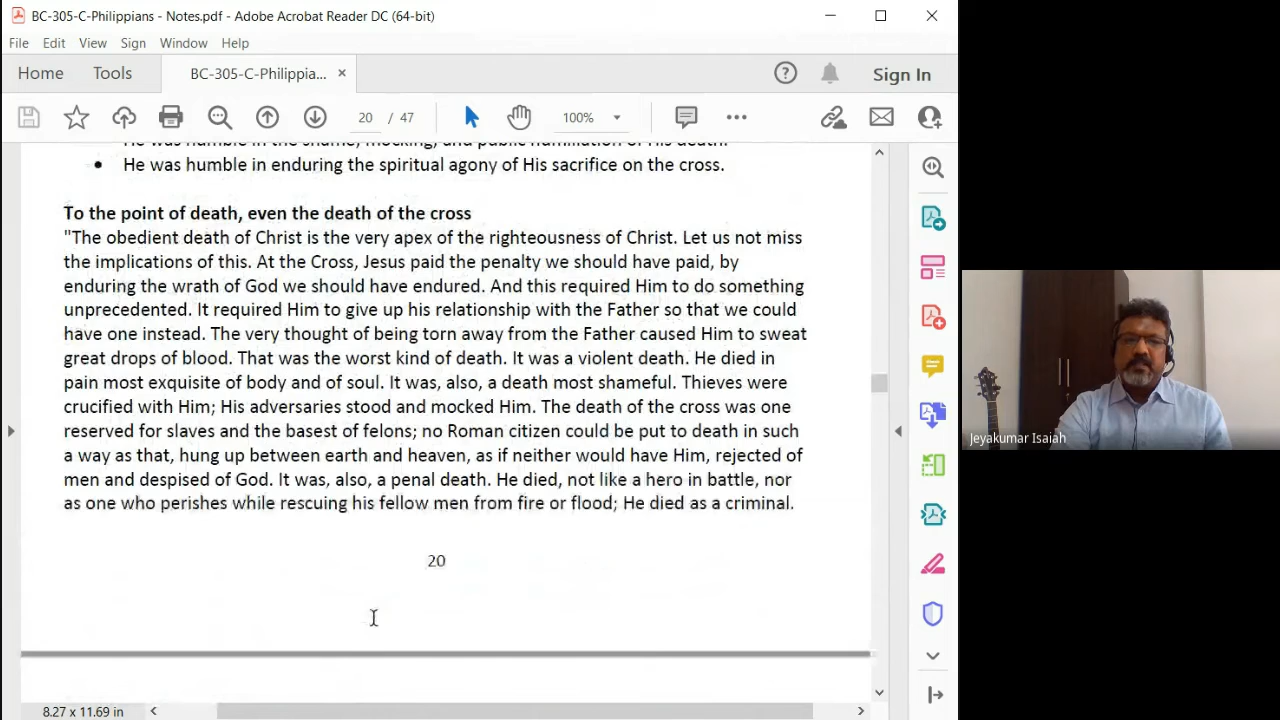 BC-305-C-Philippians - Notes.pdf - Adobe Acrobat Reader DC (64-bit)
File Edit View Sign Window Help
Home Tools BC-305-C-Philippia... × Sign In
20 / 47 100%
He was humble in the shame, mocking, and public humiliation of His death.
• He was humble in enduring the spiritual agony of His sacrifice on the cross.
To the point of death, even the death of the cross
"The obedient death of Christ is the very apex of the righteousness of Christ. Let us not miss
the implications of this. At the Cross, Jesus paid the penalty we should have paid, by
enduring the wrath of God we should have endured. And this required Him to do something
unprecedented. It required Him to give up his relationship with the Father so that we could
have one instead. The very thought of being torn away from the Father caused Him to sweat
great drops of blood. That was the worst kind of death. It was a violent death. He died in
pain most exquisite of body and of soul. It was, also, a death most shameful. Thieves were
crucified with Him; His adversaries stood and mocked Him. The death of the cross was one
reserved for slaves and the basest of felons; no Roman citizen could be put to death in such
a way as that, hung up between earth and heaven, as if neither would have Him, rejected of
men and despised of God. It was, also, a penal death. He died, not like a hero in battle, nor
as one who perishes while rescuing his fellow men from fire or flood; He died as a criminal.
20
8.27 x 11.69 in
Jeyakumar Isaiah